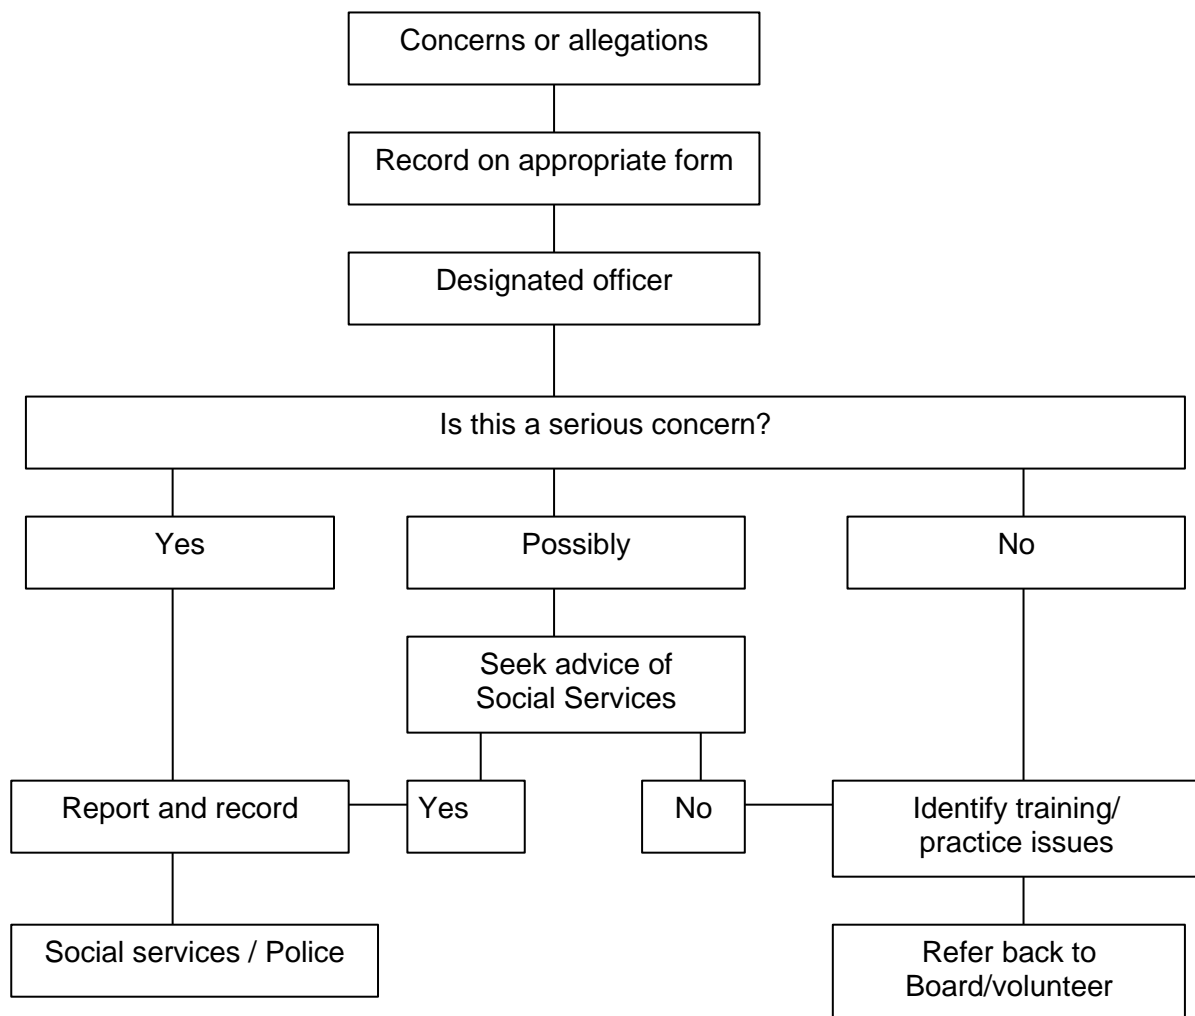 Concerns or allegations
Record on appropriate form
Designated officer
Is this a serious concern?
Yes
Possibly
No
Seek advice of
Social Services
Report and record
Yes
No
Identify training/
practice issues
Social services / Police
Refer back to
Board/volunteer